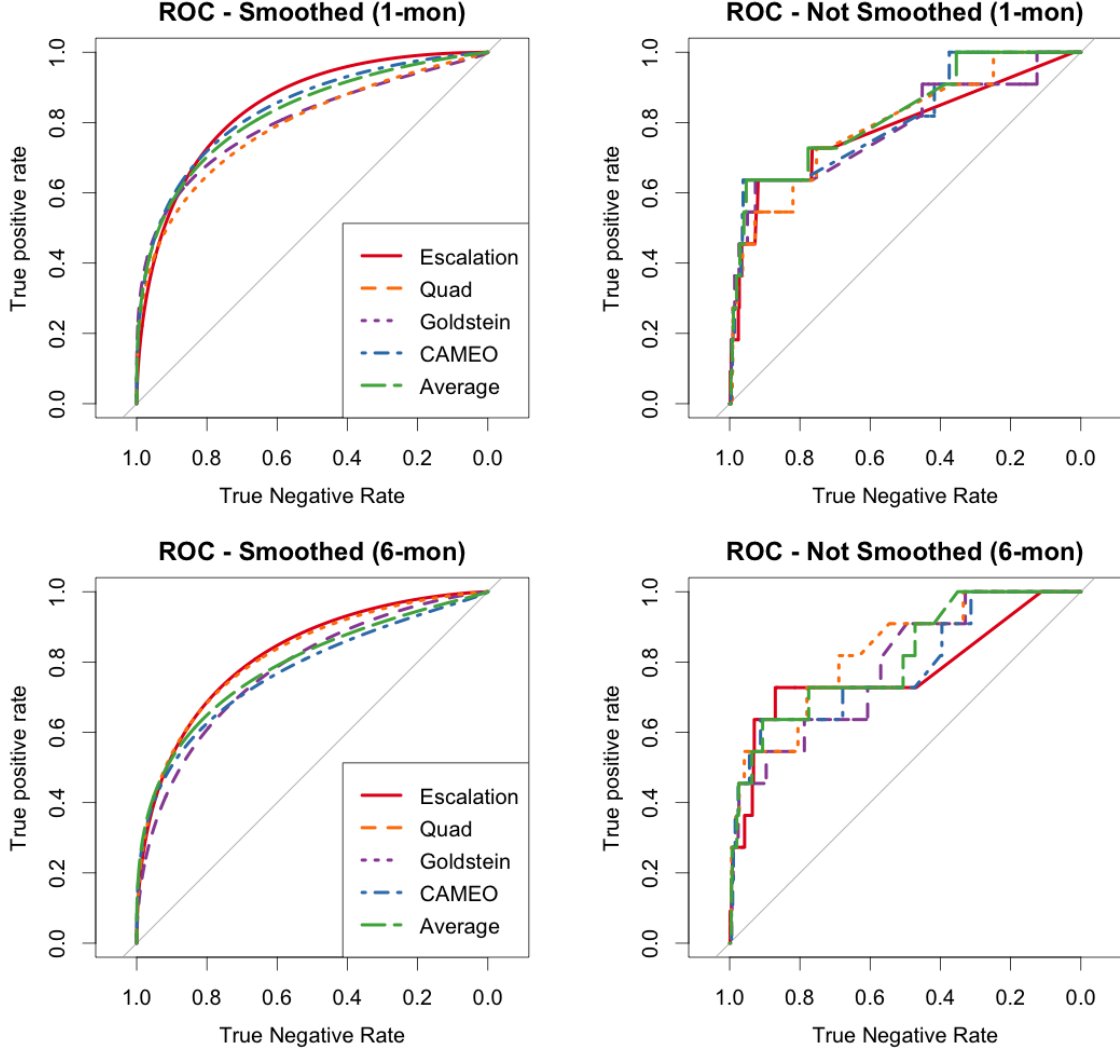 ROC - Smoothed (1-mon)
True positive rate
1.0
0.8
0.6
0.4
0.2
0.0
Escalation
Quad
Goldstein
CAMEO
Average
1.0 0.8 0.6 0.4 0.2 0.0
True Negative Rate
ROC - Not Smoothed (1-mon)
True positive rate
1.0
0.8
0.6
0.4
0.2
0.0
1.0 0.8 0.6 0.4 0.2 0.0
True Negative Rate
ROC - Smoothed (6-mon)
True positive rate
1.0
0.8
0.6
0.4
0.2
0.0
Escalation
Quad
Goldstein
CAMEO
Average
1.0 0.8 0.6 0.4 0.2 0.0
True Negative Rate
ROC - Not Smoothed (6-mon)
True positive rate
1.0
0.8
0.6
0.4
0.2
0.0
1.0 0.8 0.6 0.4 0.2 0.0
True Negative Rate